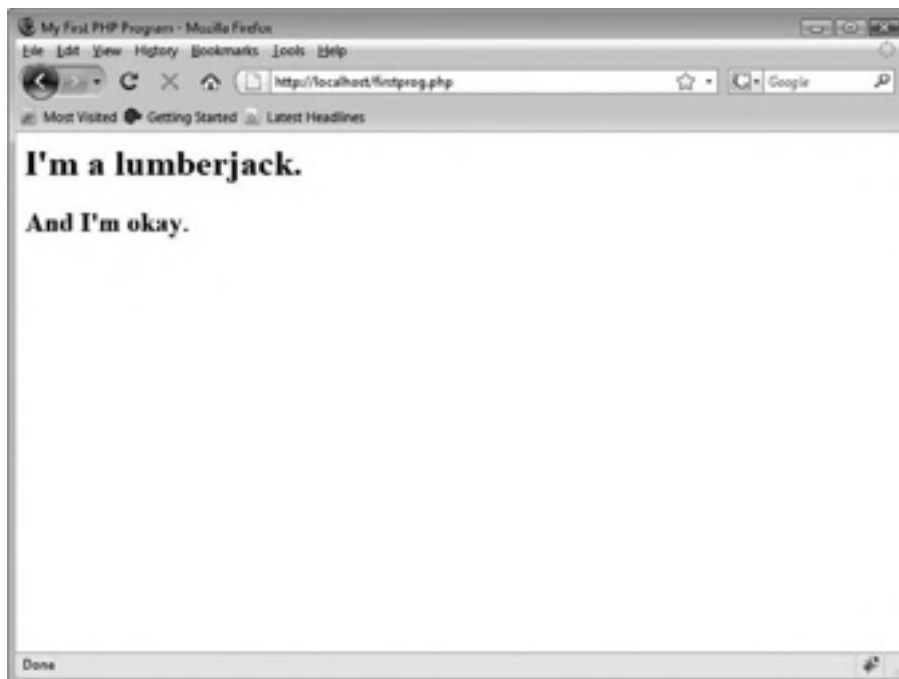 My First PHP Program - Mozilla Firefox
File Edit View History Bookmarks Tools Help
http://localhost/firstprog.php Google
Most Visited Getting Started Latest Headlines
I'm a lumberjack.
And I'm okay.
Done